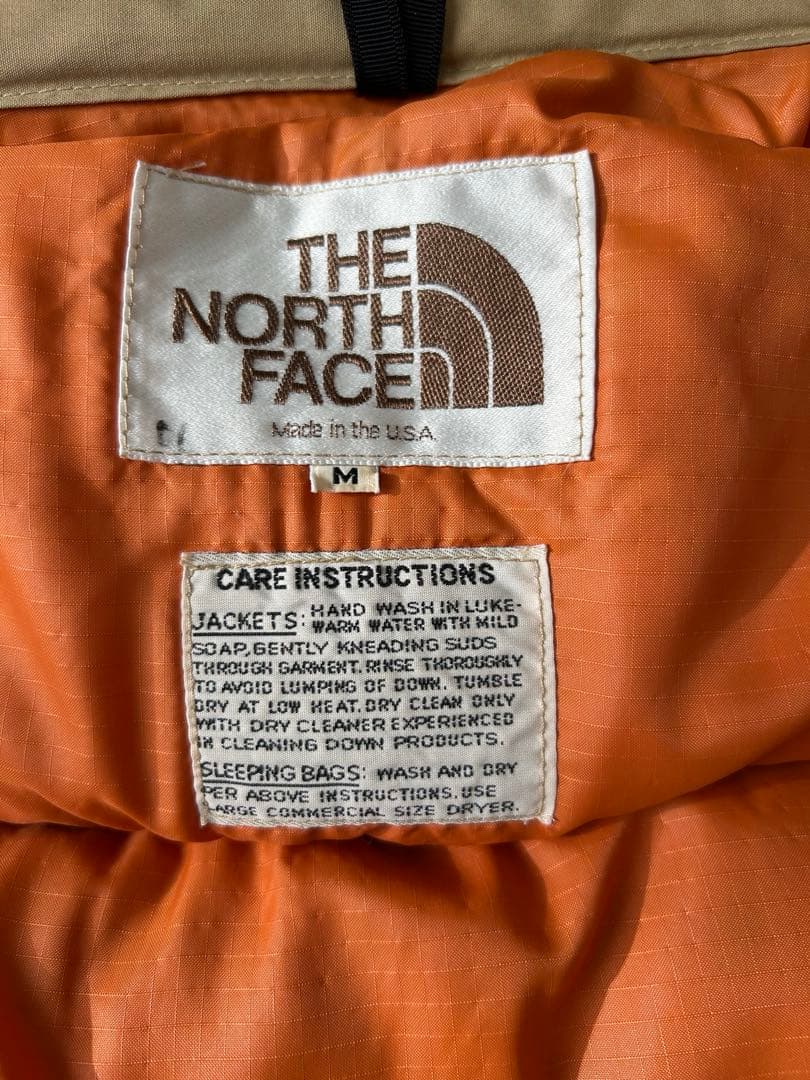 THE
NORTH
FACE
Made in the U.S.A.
M
CARE INSTRUCTIONS
JACKETS: HAND WASH IN LUKE-
WARM WATER WITH MILD
SOAP, GENTLY KNEADING SUDS
THROUGH GARMENT. RINSE THOROUGHLY
TO AVOID LUMPING OF DOWN. TUMBLE
DRY AT LOW HEAT. DRY CLEAN ONLY
WITH DRY CLEANER EXPERIENCED
IN CLEANING DOWN PRODUCTS.
SLEEPING BAGS: WASH AND DRY
PER ABOVE INSTRUCTIONS. USE
LARGE COMMERCIAL SIZE DRYER.